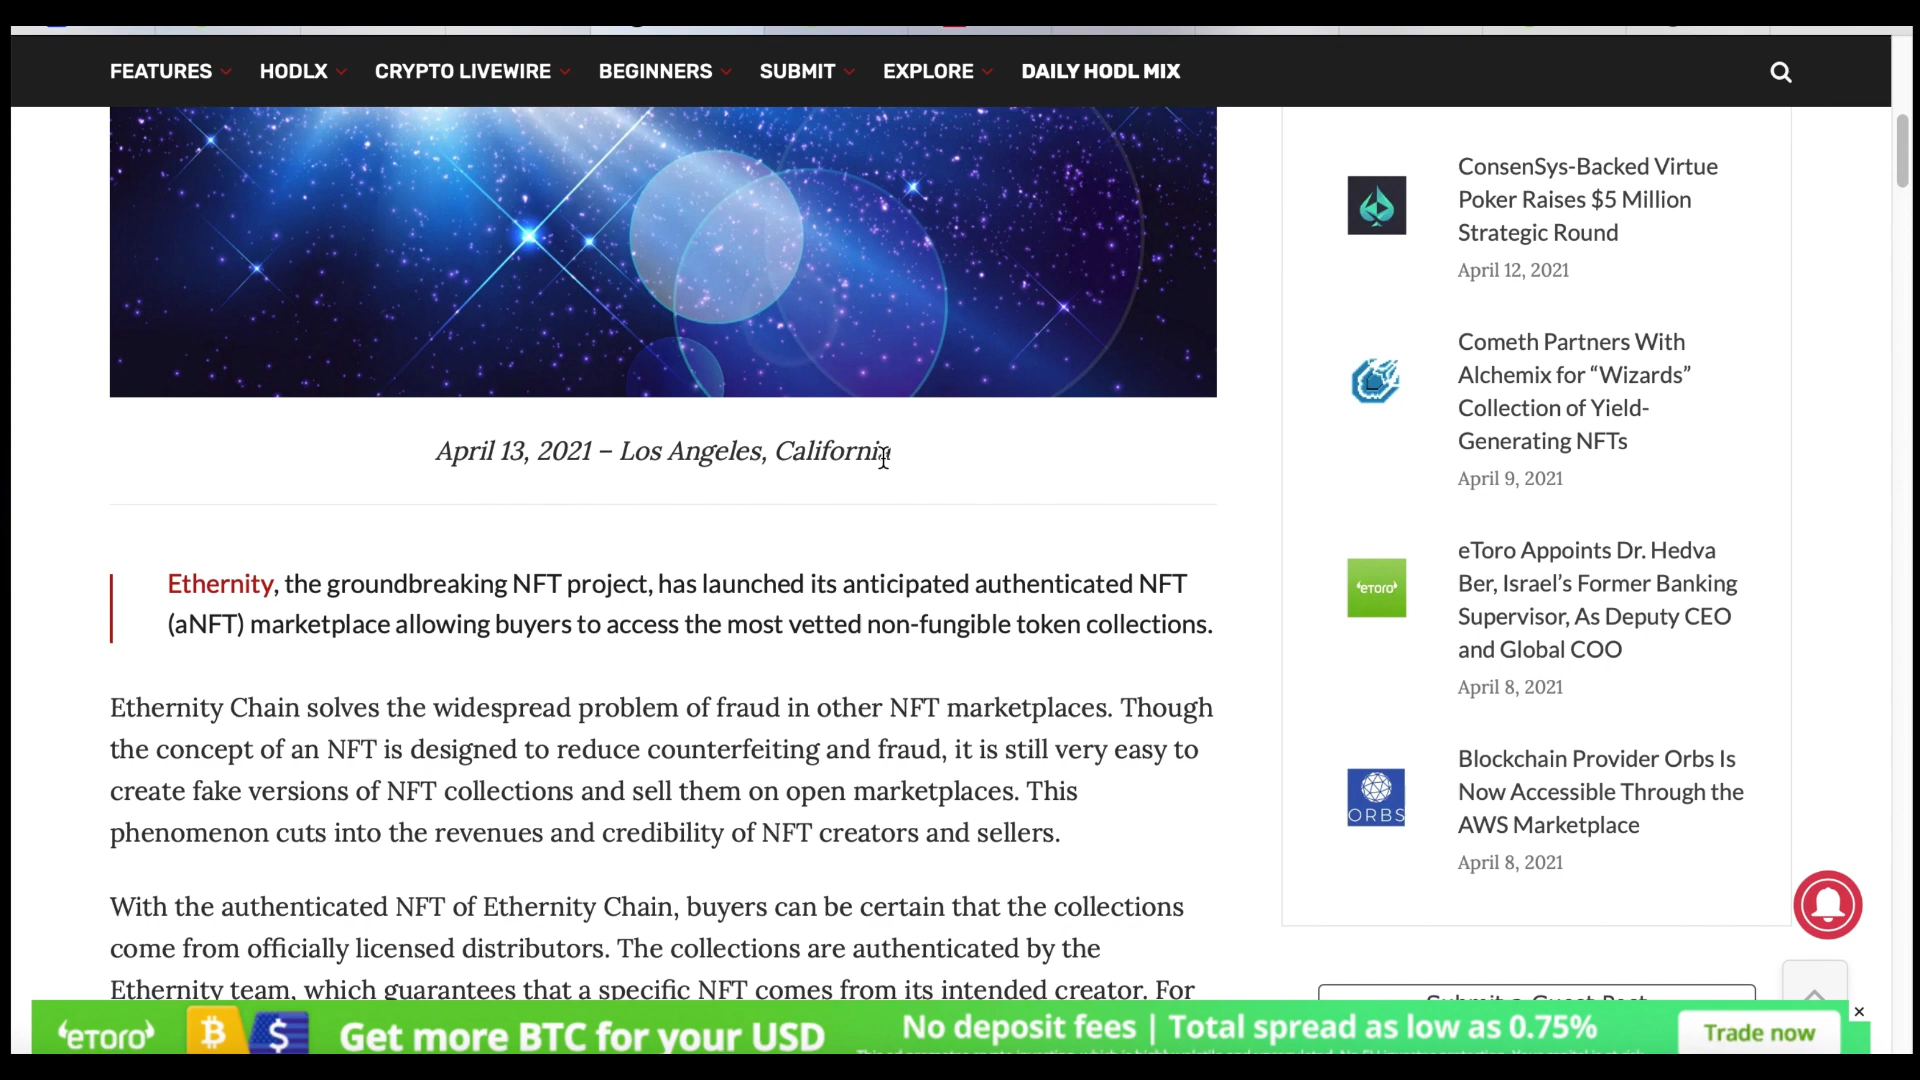 FEATURES HODLX CRYPTO LIVEWIRE BEGINNERS SUBMIT EXPLORE DAILY HODL MIX
April 13, 2021 – Los Angeles, California
Ethernity, the groundbreaking NFT project, has launched its anticipated authenticated NFT
(aNFT) marketplace allowing buyers to access the most vetted non-fungible token collections.
Ethernity Chain solves the widespread problem of fraud in other NFT marketplaces. Though
the concept of an NFT is designed to reduce counterfeiting and fraud, it is still very easy to
create fake versions of NFT collections and sell them on open marketplaces. This
phenomenon cuts into the revenues and credibility of NFT creators and sellers.
With the authenticated NFT of Ethernity Chain, buyers can be certain that the collections
come from officially licensed distributors. The collections are authenticated by the
Ethernity team, which guarantees that a specific NFT comes from its intended creator. For
ConsenSys-Backed Virtue
Poker Raises $5 Million
Strategic Round
April 12, 2021
Cometh Partners With
Alchemix for “Wizards”
Collection of Yield-
Generating NFTs
April 9, 2021
eToro
eToro Appoints Dr. Hedva
Ber, Israel’s Former Banking
Supervisor, As Deputy CEO
and Global COO
April 8, 2021
ORBS
Blockchain Provider Orbs Is
Now Accessible Through the
AWS Marketplace
April 8, 2021
Submit a Guest Post
eToro Get more BTC for your USD
No deposit fees | Total spread as low as 0.75%
Trade now